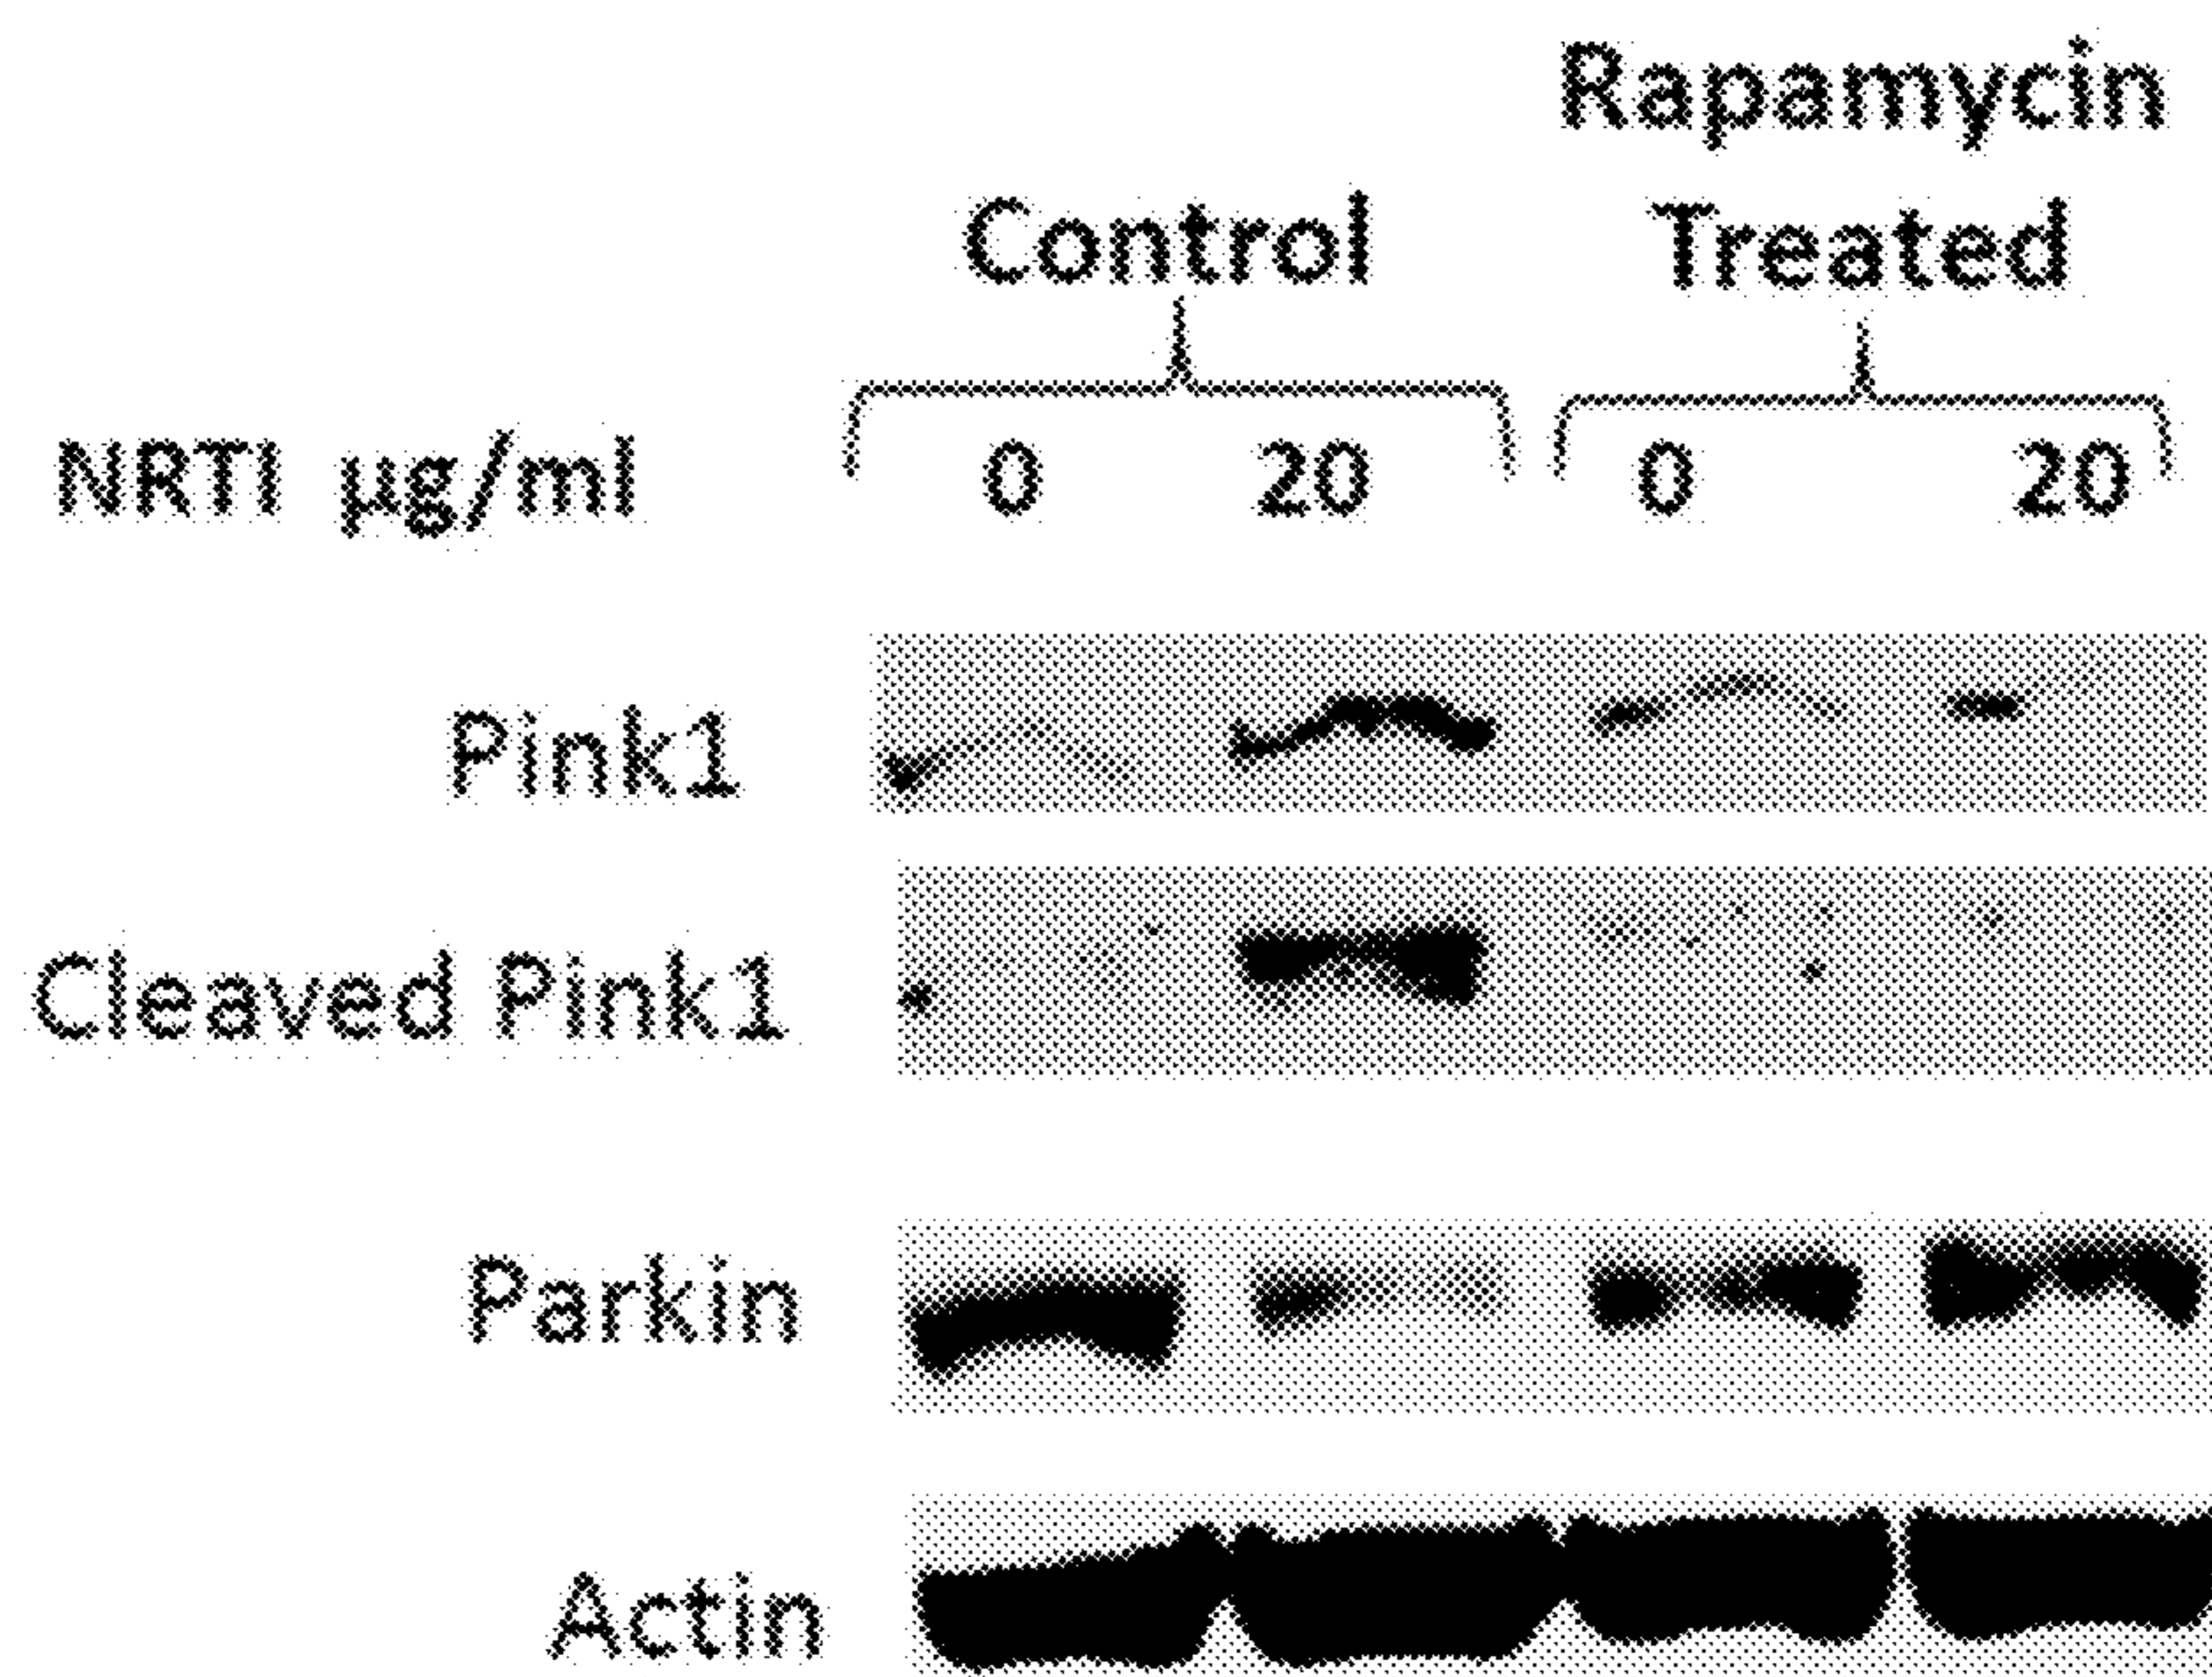 Rapamycin
Control Treated
NRTI µg/ml 0 20 0 20
Pink1
Cleaved Pink1
Parkin
Actin